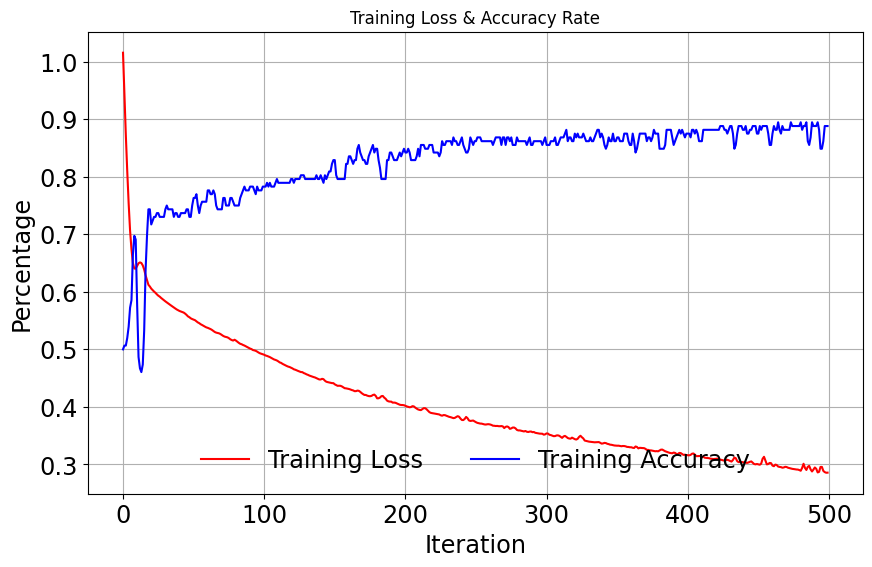 Training Loss & Accuracy Rate
Percentage
1.0
0.9
0.8
0.7
0.6
0.5
0.4
0.3
Training Loss
Training Accuracy
0 100 200 300 400 500
Iteration